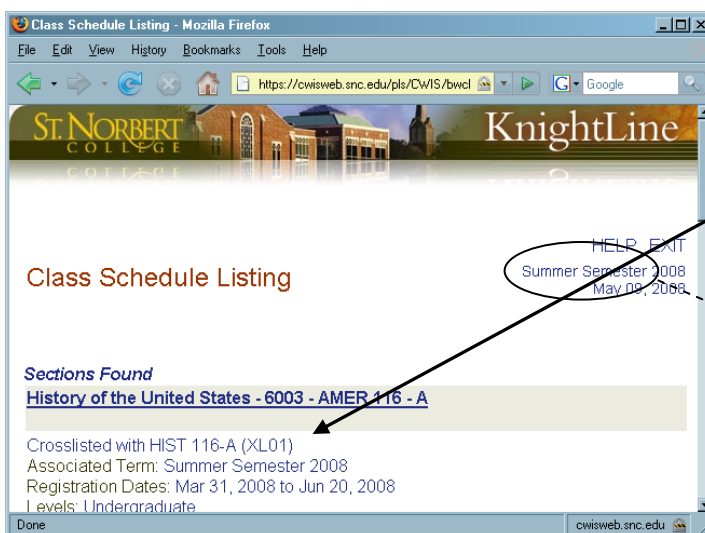 Class Schedule Listing - Mozilla Firefox
File Edit View History Bookmarks Tools Help
https://cwisweb.snc.edu/pls/CWIS/bwcl G Google
ST. NORBERT
COLLEGE
KnightLine
HELP EXIT
Class Schedule Listing
Summer Semester 2008
May 09, 2008
Sections Found
History of the United States - 6003 - AMER 116 - A
Crosslisted with HIST 116-A (XL01)
Associated Term: Summer Semester 2008
Registration Dates: Mar 31, 2008 to Jun 20, 2008
Levels: Undergraduate
Done cwisweb.snc.edu